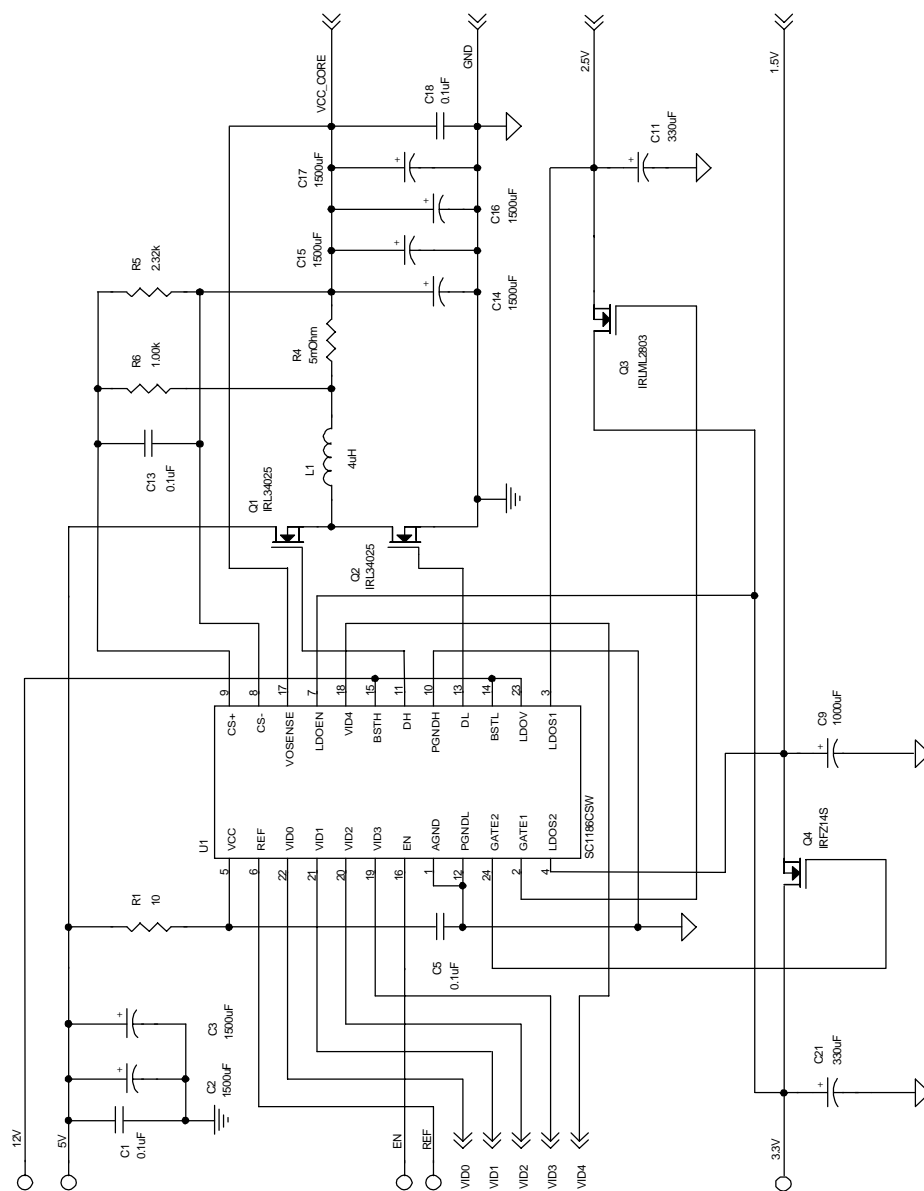 12V
5V
C1
0.1uF
C2
1500uF
C3
1500uF
R1
10
EN
REF
VID0
VID1
VID2
VID3
VID4
3.3V
C21
330uF
C5
0.1uF
U1
5
VCC
6
REF
22
VID0
21
VID1
20
VID2
19
VID3
16
EN
1
AGND
12
PGNDL
24
GATE2
2
GATE1
4
LDOS2
CS+
9
CS-
8
VOSENSE
17
LDOEN
7
VID4
18
BSTH
15
DH
11
PGNDH
10
DL
13
BSTL
14
LDOV
23
LDOS1
3
SC1186CSW
Q4
IRFZ14S
C9
1000uF
Q1
IRL34025
Q2
IRL34025
C13
0.1uF
R6
1.00k
R5
2.32k
L1
4uH
R4
5mOhm
C14
1500uF
C15
1500uF
C16
1500uF
C17
1500uF
C18
0.1uF
Q3
IRLML2803
C11
330uF
VCC_CORE
GND
2.5V
1.5V